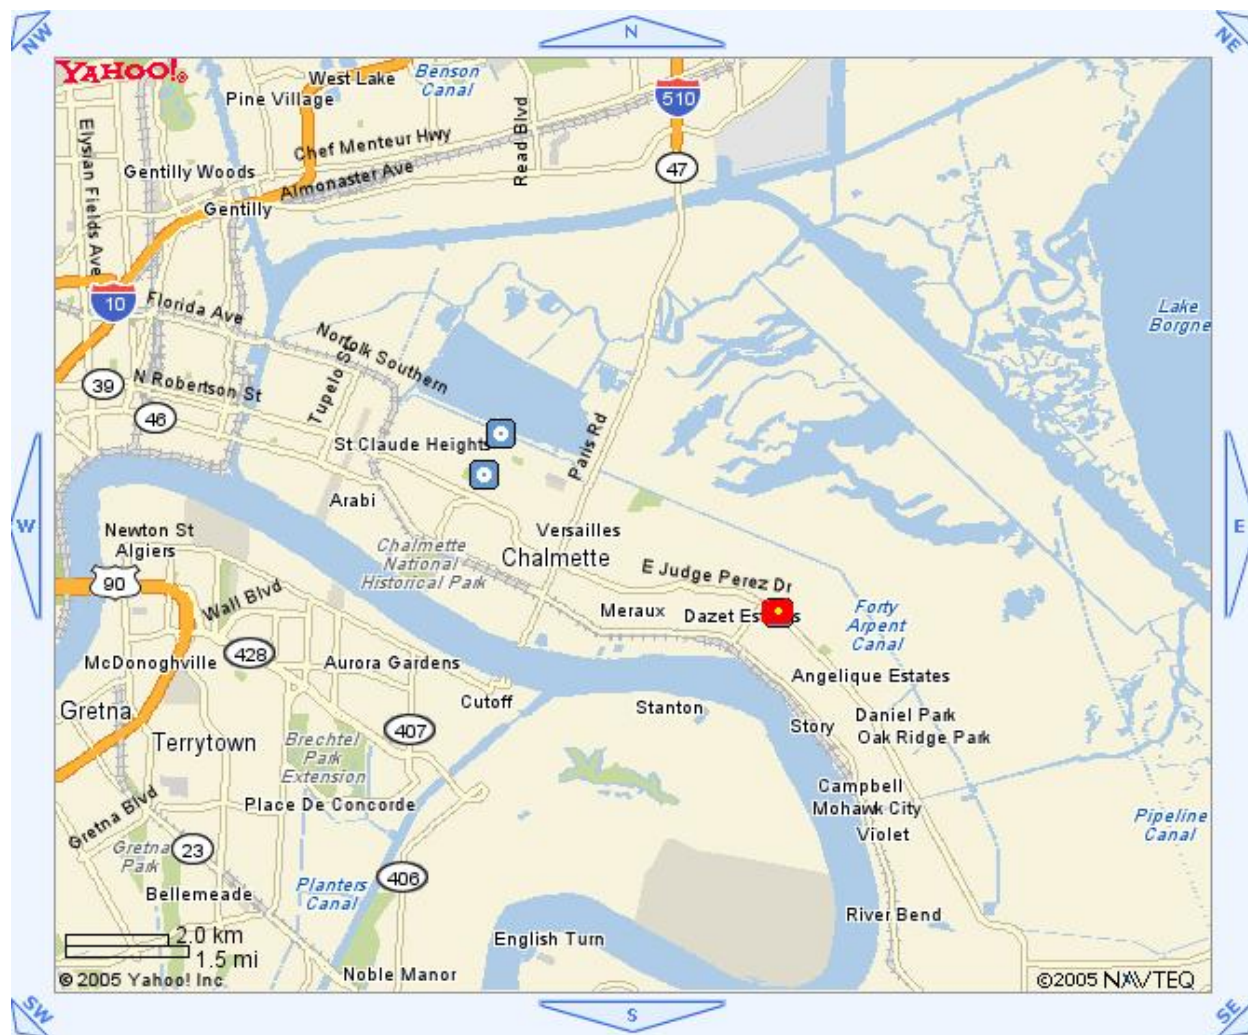 NW
N
NE
YAHOO!®
West Lake
Benson
Canal
Pine Village
510
Elysian Fields Ave
Chef Menteur Hwy
Read Blvd
Gentilly Woods
Almonaster Ave
47
Gentilly
10
Florida Ave
Lake
Borgne
Norfolk Southern
39
N Robertson St
Tupelo St
46
St Claude Heights
Paris Rd
W
E
Arabi
Newton St
Algiers
Versailles
Chalmette
National
Historical Park
Chalmette
90
E Judge Perez Dr
Wall Blvd
Meraux
Dazet Estates
Forty
Arpent
Canal
428
McDonoghville
Aurora Gardens
Angelique Estates
Cutoff
Stanton
Gretna
Story
Daniel Park
Oak Ridge Park
407
Terrytown
Brechtel
Park
Extension
Campbell
Mohawk City
Violet
Place De Concorde
Gretna Blvd
Pipeline
Canal
Gretna
Park
23
406
Bellemeade
Planters
Canal
River Bend
2.0 km
1.5 mi
English Turn
© 2005 Yahoo! Inc
Noble Manor
©2005 NAVTEQ
SW
S
SE